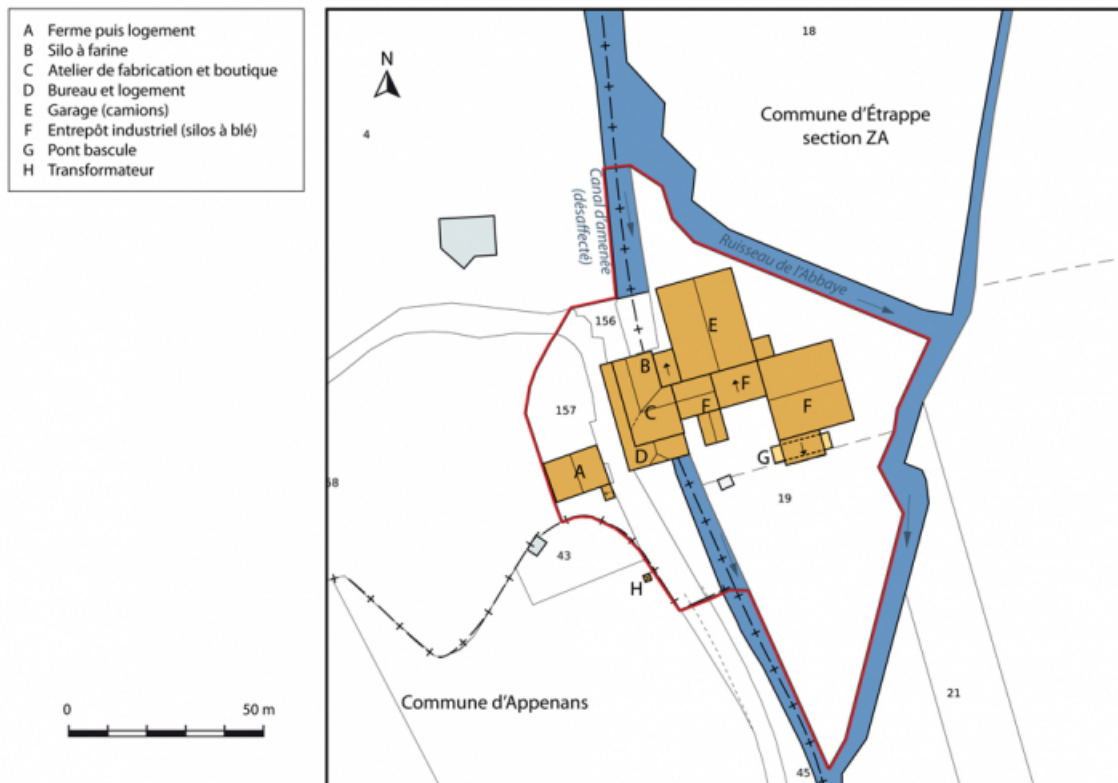 A Ferme puis logement
B Silo à farine
C Atelier de fabrication et boutique
D Bureau et logement
E Garage (camions)
F Entrepôt industriel (silos à blé)
G Pont bascule
H Transformateur
N
18
4
Commune d'Étrappe
section ZA
Canal d'amenée
(désaffecté)
Ruisseau de l'Abbaye
156
E
B
F
157
C
F
F
D
G
A
58
19
43
H
Commune d'Appenans
21
0
50 m
45